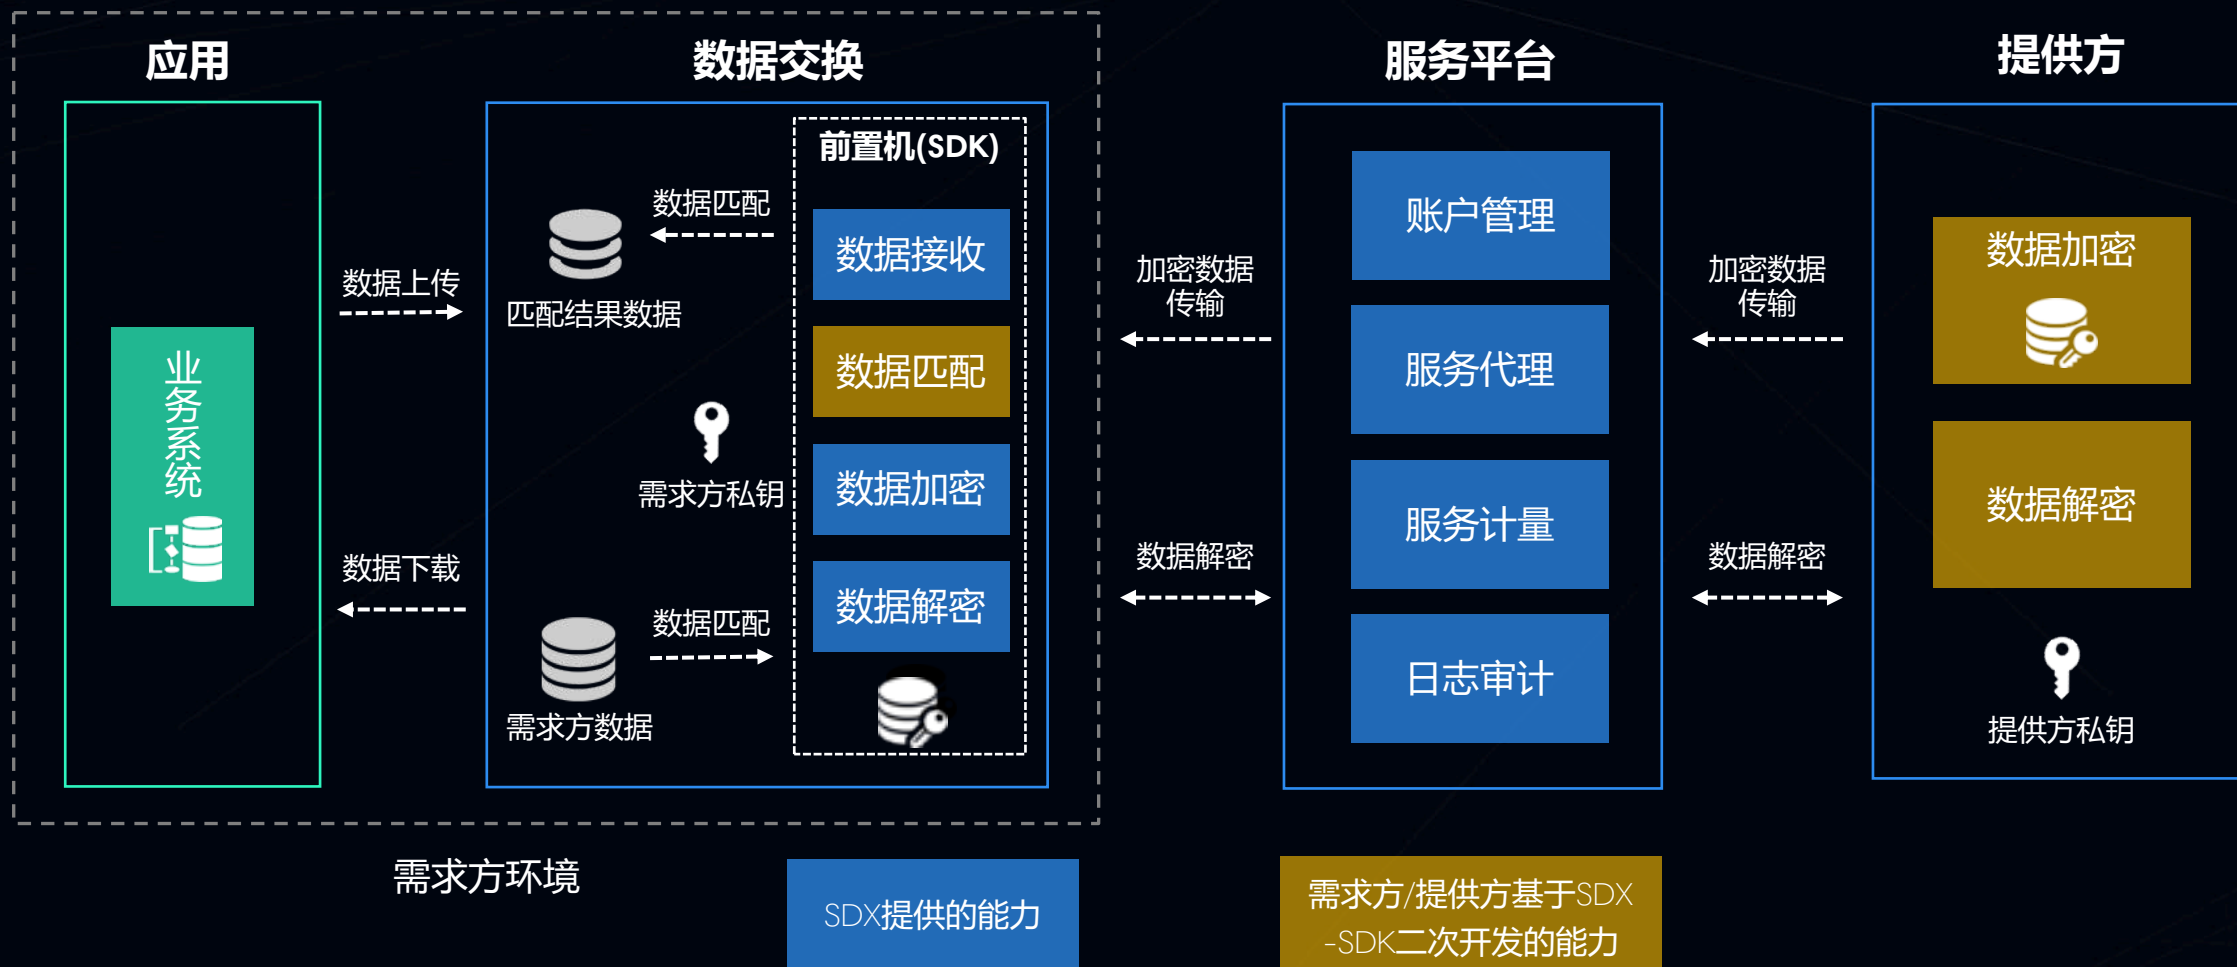 应用
数据交换
服务平台
提供方
业务系统
数据上传
数据下载
数据匹配
匹配结果数据
需求方私钥
数据匹配
需求方数据
前置机(SDK)
数据接收
数据匹配
数据加密
数据解密
加密数据
传输
数据解密
账户管理
服务代理
服务计量
日志审计
加密数据
传输
数据解密
数据加密
数据解密
提供方私钥
需求方环境
SDX提供的能力
需求方/提供方基于SDX
-SDK二次开发的能力